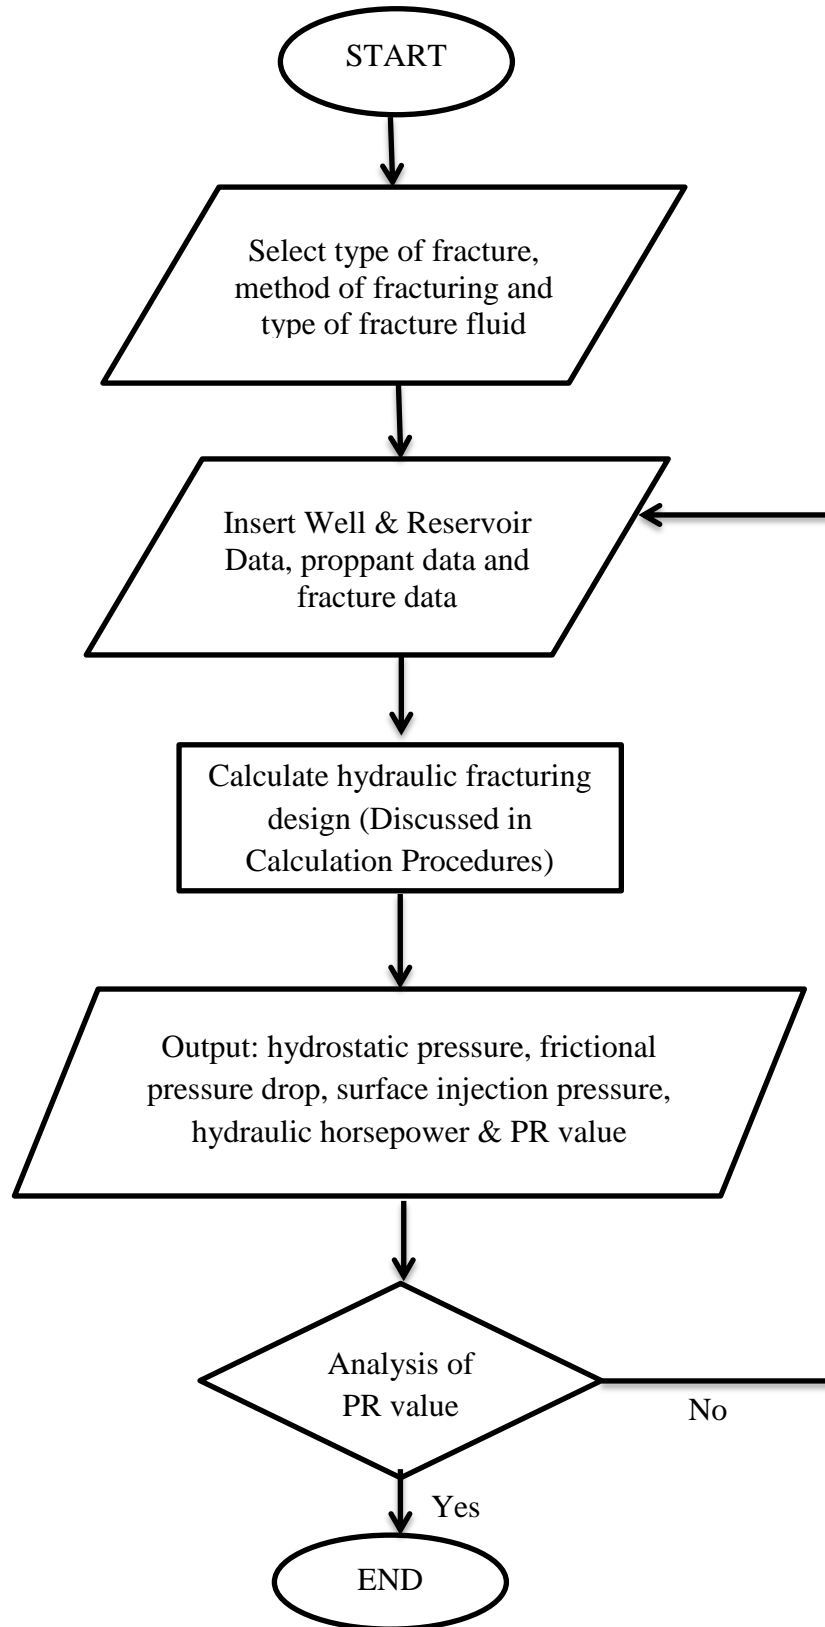 START
Select type of fracture,
method of fracturing and
type of fracture fluid
Insert Well & Reservoir
Data, proppant data and
fracture data
Calculate hydraulic fracturing
design (Discussed in
Calculation Procedures)
Output: hydrostatic pressure, frictional
pressure drop, surface injection pressure,
hydraulic horsepower & PR value
Analysis of
PR value
No
Yes
END